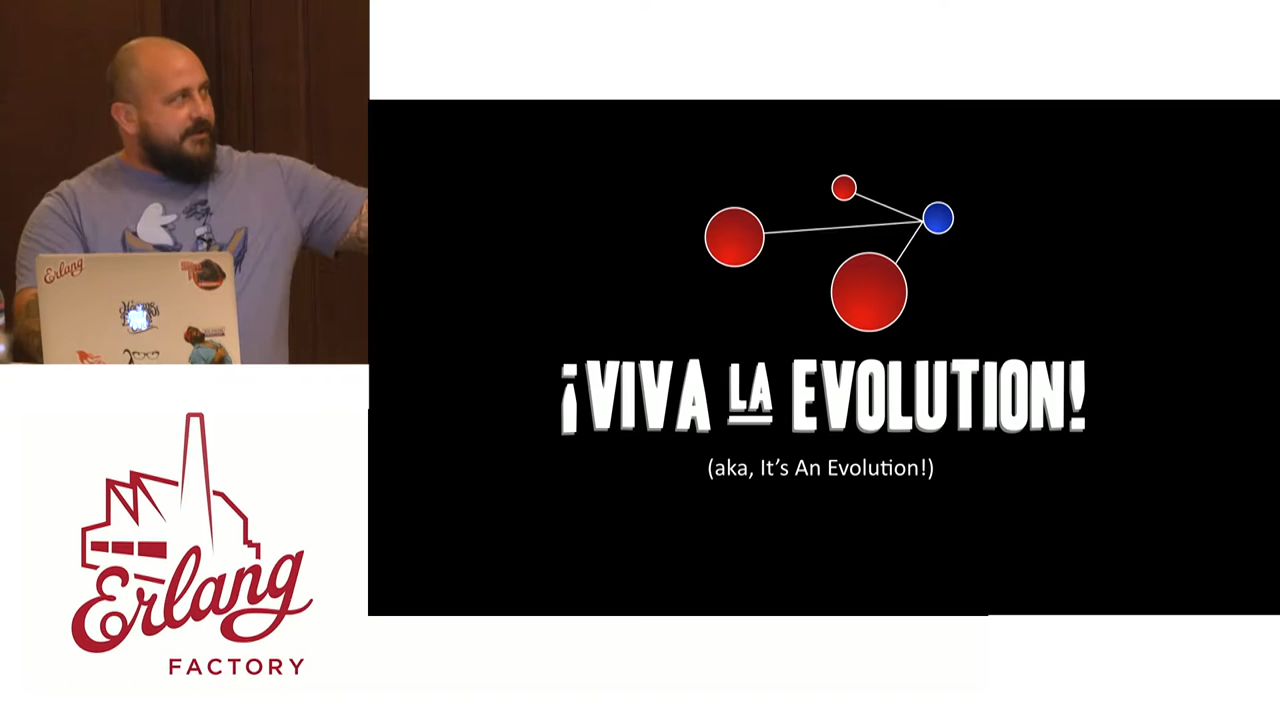 Erlang
¡VIVA LA EVOLUTION!
(aka, It's An Evolution!)
Erlang
FACTORY